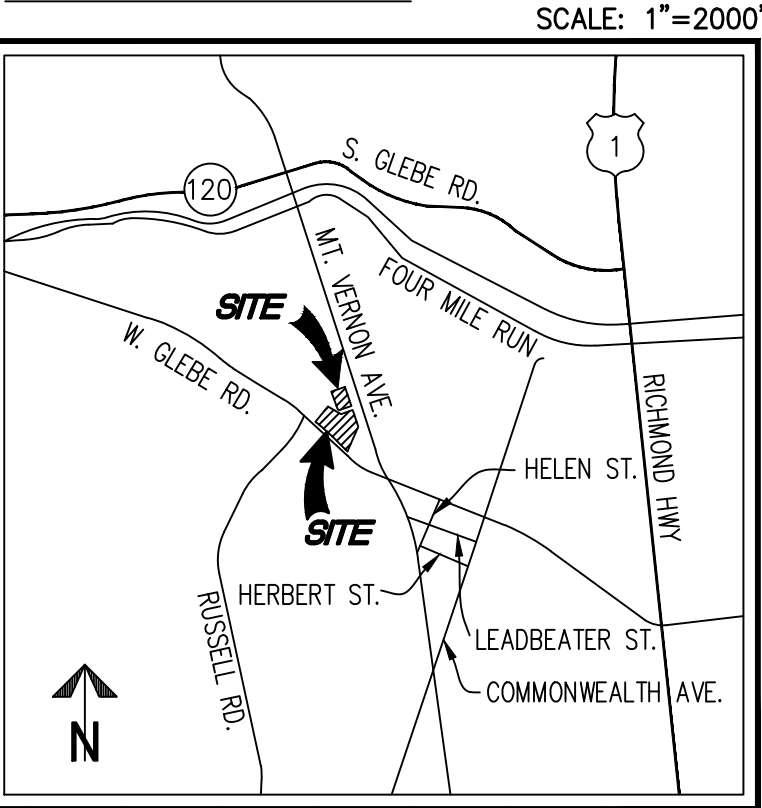 SCALE: 1"=2000'
1
S. GLEBE RD.
120
MT. VERNON AVE.
FOUR MILE RUN
SITE
W. GLEBE RD.
RICHMOND HWY
HELEN ST.
SITE
HERBERT ST.
RUSSELL RD.
LEADBEATER ST.
COMMONWEALTH AVE.
N